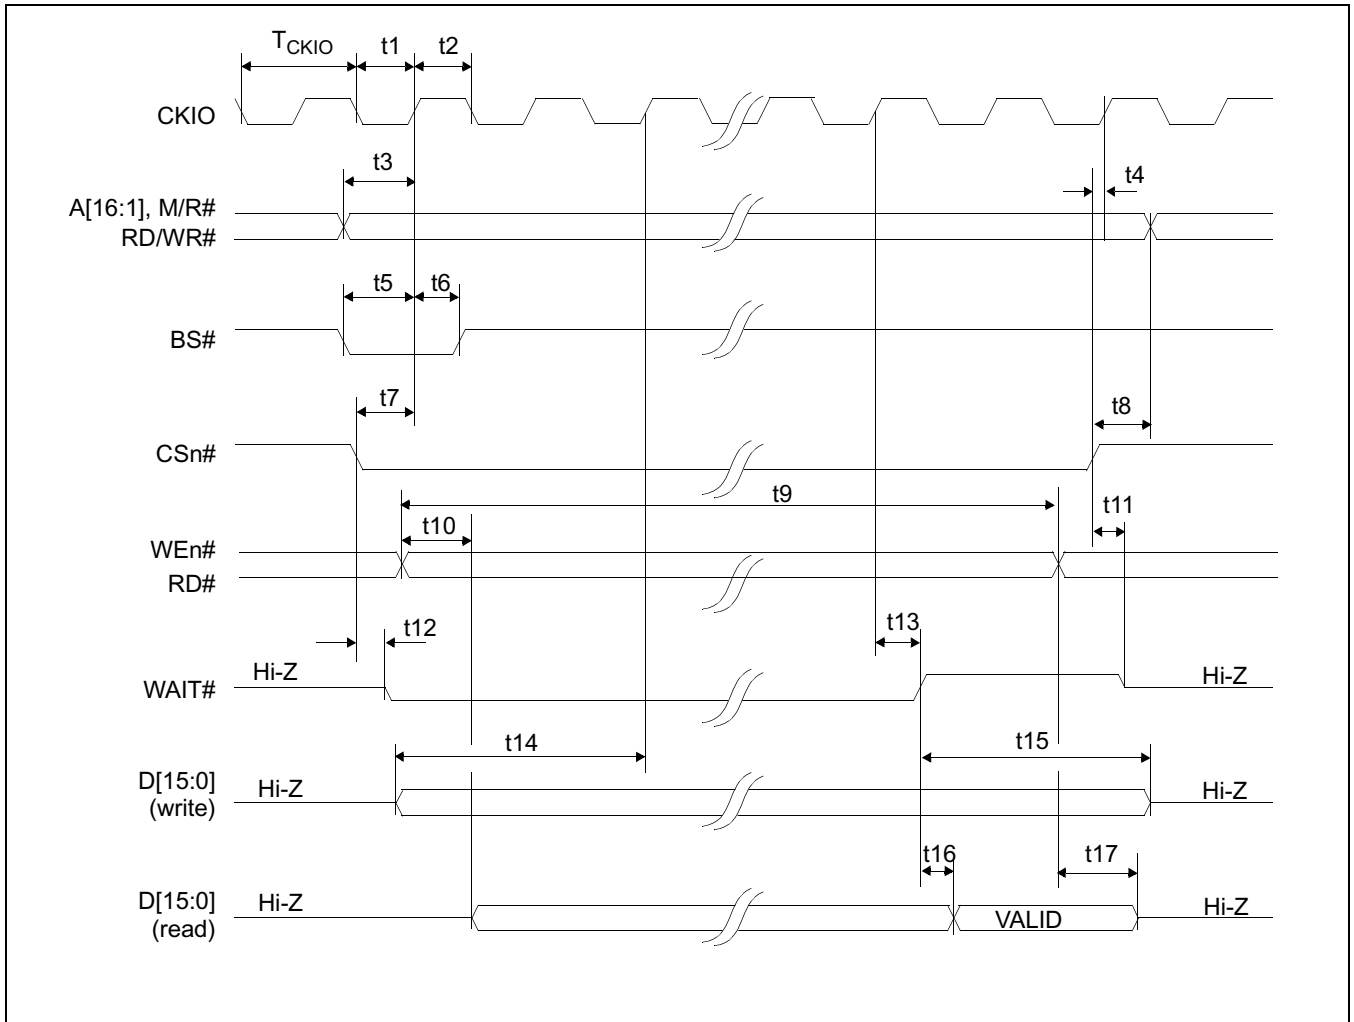 TCKIO t1 t2
CKIO
t3
t4
A[16:1], M/R#
RD/WR#
t5 t6
BS#
t7
t8
CSn#
t9
t11
t10
WEn#
RD#
t12
t13
Hi-Z
Hi-Z
WAIT#
t14
t15
D[15:0]
(write)
Hi-Z
Hi-Z
t16
t17
D[15:0]
(read)
Hi-Z
VALID
Hi-Z